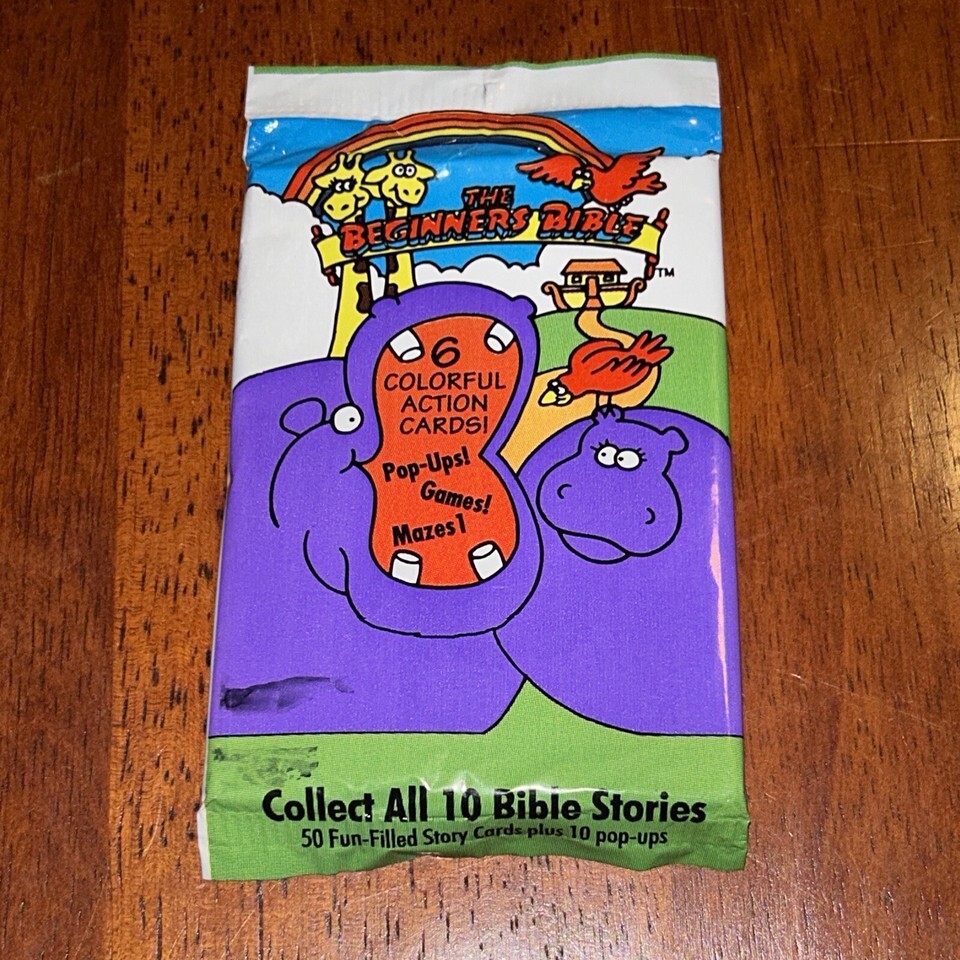 THE
BEGINNERS BIBLE
TM
6
COLORFUL
ACTION
CARDS!
Pop-Ups!
Games!
Mazes!
Collect All 10 Bible Stories
50 Fun-Filled Story Cards plus 10 pop-ups